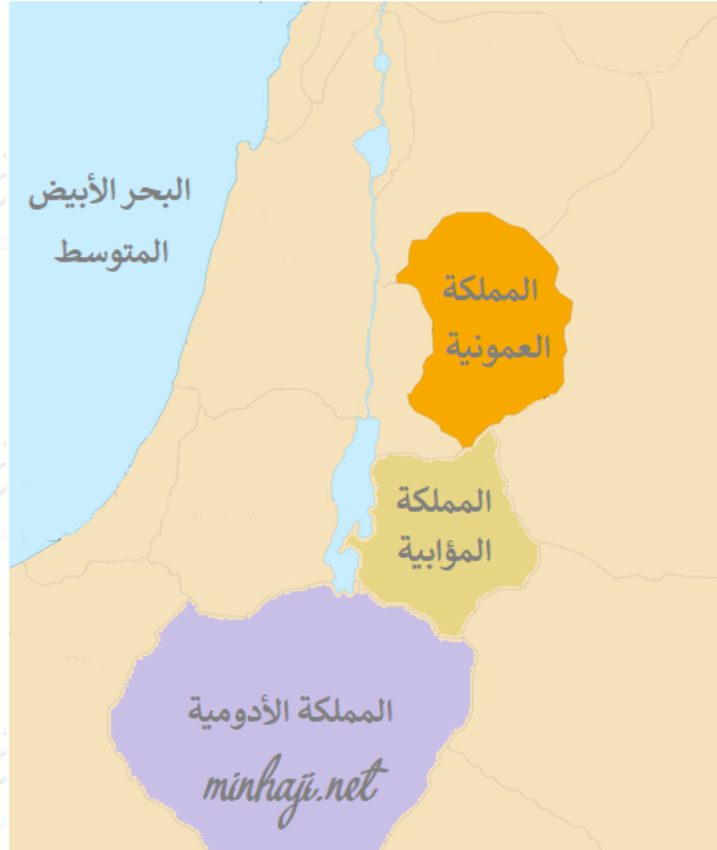 البحر الأبيض
المتوسط
المملكة
العمونية
المملكة
المؤابية
المملكة الأدومية
minhaji.net